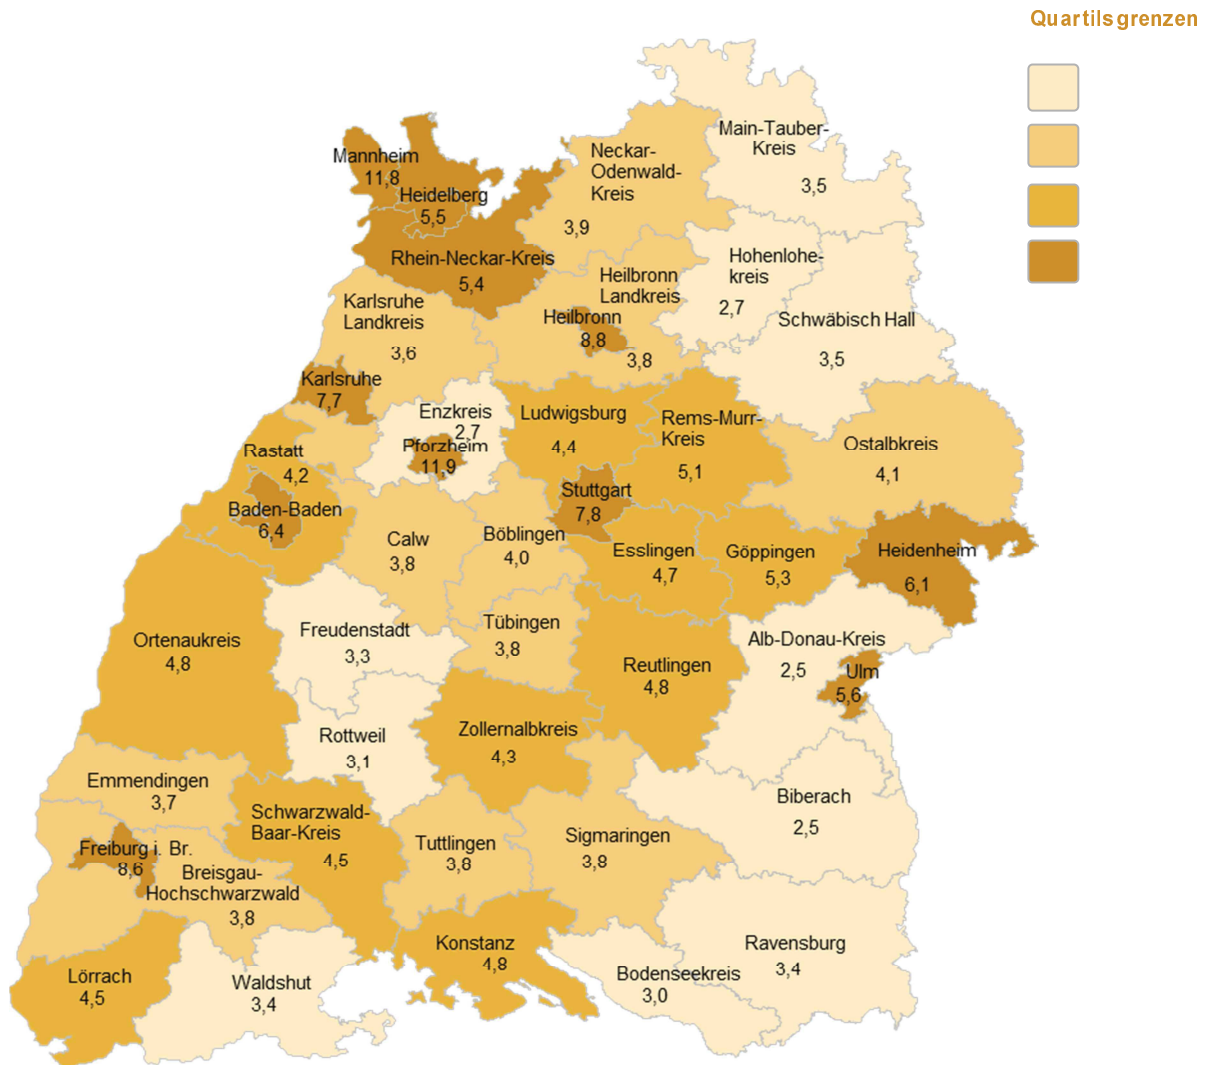 Quartilsgrenzen
Main-Tauber-
Kreis
3,5
Neckar-
Odenwald-
Kreis
3,9
Mannheim
11,8
Heidelberg
5,5
Rhein-Neckar-Kreis
5,4
Hohenlohe-
kreis
2,7
Heilbronn
Landkreis
3,8
Heilbronn
8,8
Karlsruhe
Landkreis
3,6
Schwäbisch Hall
3,5
Karlsruhe
7,7
Enzkreis
2,7
Pforzheim
11,9
Ludwigsburg
4,4
Rems-Murr-
Kreis
5,1
Ostalbkreis
4,1
Rastatt
4,2
Baden-Baden
6,4
Stuttgart
7,8
Calw
3,8
Böblingen
4,0
Esslingen
4,7
Göppingen
5,3
Heidenheim
6,1
Ortenaukreis
4,8
Freudenstadt
3,3
Tübingen
3,8
Reutlingen
4,8
Alb-Donau-Kreis
2,5
Ulm
5,6
Rottweil
3,1
Zollernalbkreis
4,3
Emmendingen
3,7
Schwarzwald-
Baar-Kreis
4,5
Biberach
2,5
Freiburg i. Br.
8,6
Breisgau-
Hochschwarzwald
3,8
Tuttlingen
3,8
Sigmaringen
3,8
Konstanz
4,8
Ravensburg
3,4
Lörrach
4,5
Waldshut
3,4
Bodenseekreis
3,0